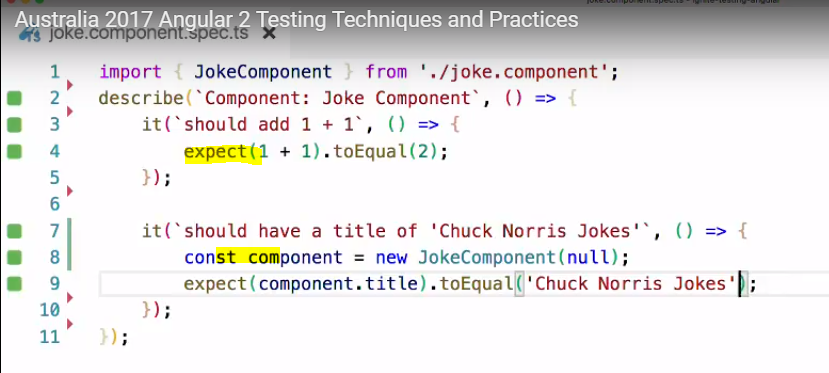 joke.component.spec.ts - ignite-testing-angular
Australia 2017 Angular 2 Testing Techniques and Practices
joke.component.spec.ts ×
1 import { JokeComponent } from './joke.component';
2 describe(`Component: Joke Component`, () => {
3 it(`should add 1 + 1`, () => {
4 expect(1 + 1).toEqual(2);
5 });
6
7 it(`should have a title of 'Chuck Norris Jokes'`, () => {
8 const component = new JokeComponent(null);
9 expect(component.title).toEqual('Chuck Norris Jokes');
10 });
11 });